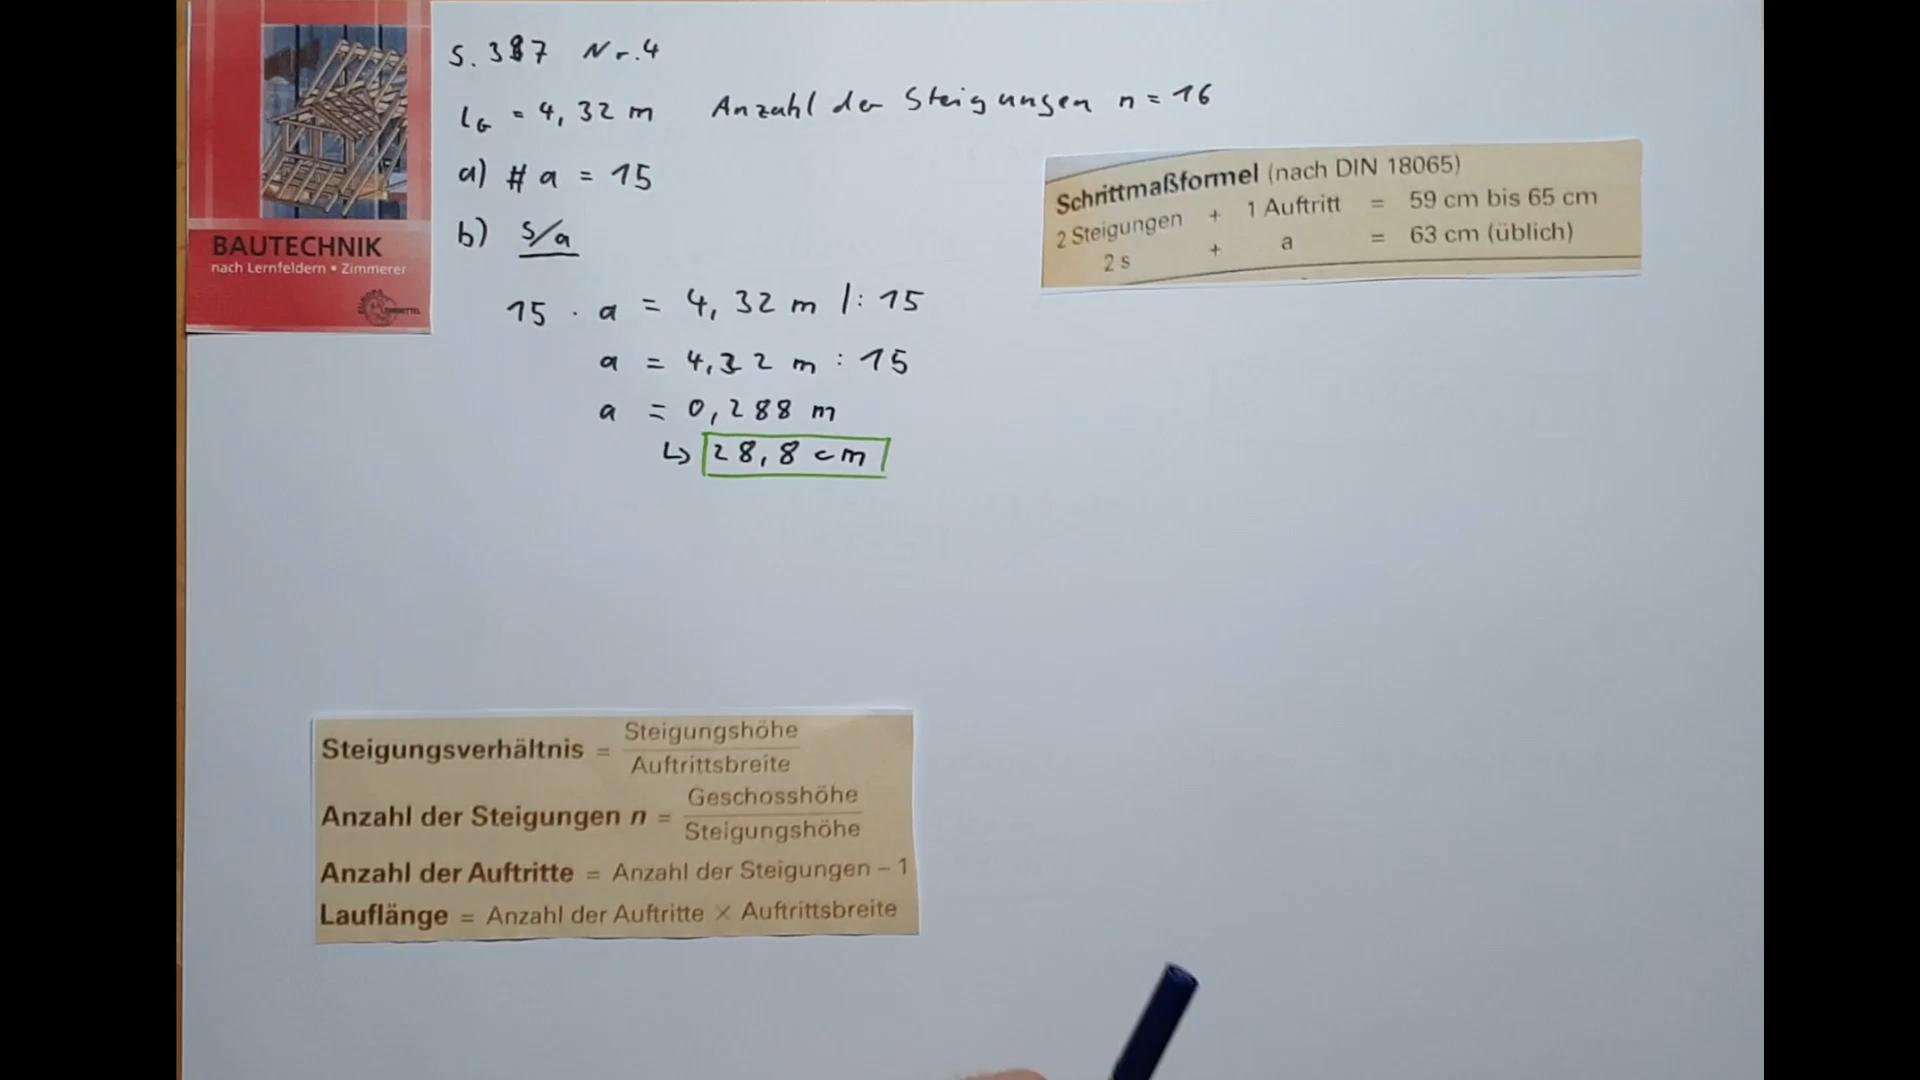 S. 387 Nr. 4
lG = 4,32 m Anzahl der Steigungen n = 16
a) # a = 15
b) s/a
15 · a = 4,32 m |: 15
a = 4,32 m : 15
a = 0,288 m
↳ 28,8 cm
BAUTECHNIK
nach Lernfeldern • Zimmerer
EUROPA
LEHRMITTEL
Schrittmaßformel (nach DIN 18065)
2 Steigungen + 1 Auftritt = 59 cm bis 65 cm
2 s + a = 63 cm (üblich)
Steigungsverhältnis = Steigungshöhe
Auftrittsbreite
Anzahl der Steigungen n = Geschosshöhe
Steigungshöhe
Anzahl der Auftritte = Anzahl der Steigungen – 1
Lauflänge = Anzahl der Auftritte × Auftrittsbreite